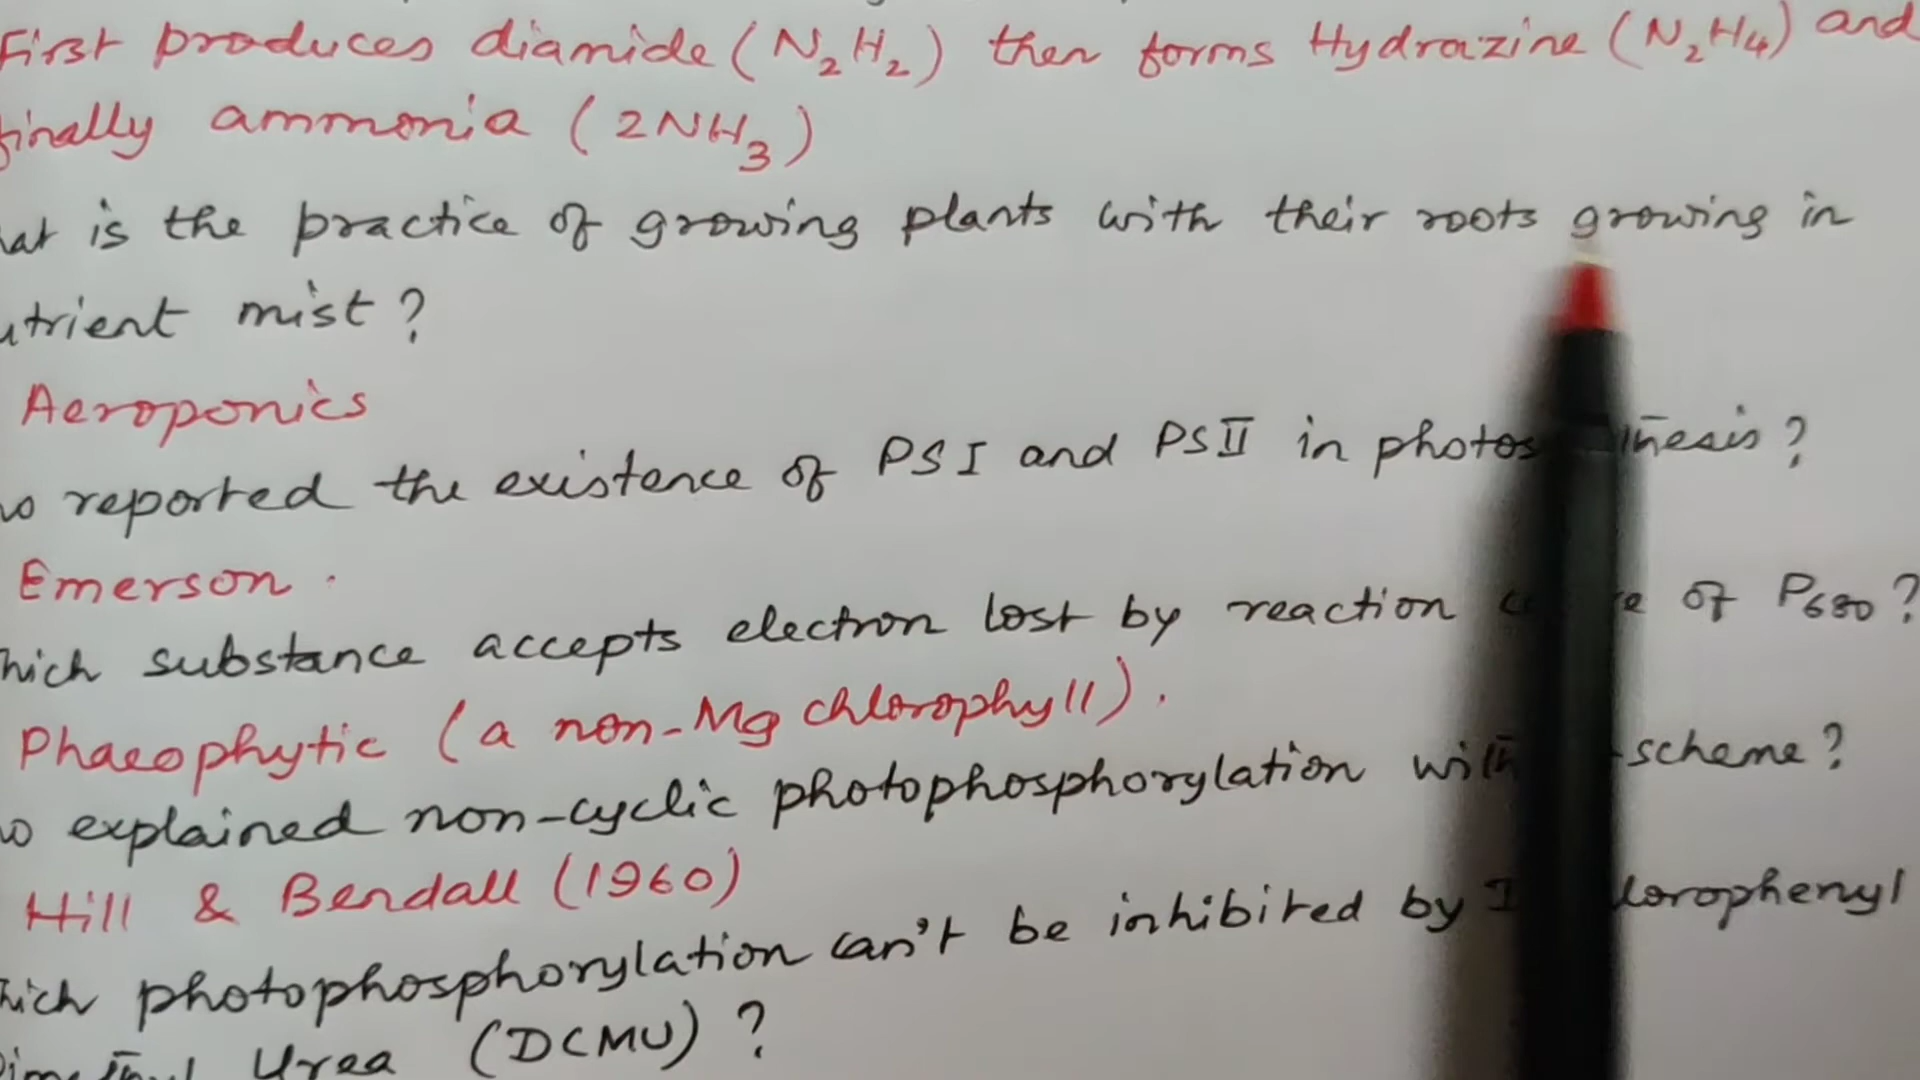 First produces diamide (N₂H₂) then forms Hydrazine (N₂H₄) and
finally ammonia (2NH₃)
is the practice of growing plants with their roots growing in
mist?
Aeroponics
reported the existence of PS I and PS II in
Emerson.
substance accepts electron lost by reaction of P680?
Phaeophytic (a non-Mg chlorophyll).
explained non-cyclic photophosphorylation scheme?
Hill & Bendall (1960)
photophosphorylation can't be inhibited by
Urea (DCMU)?